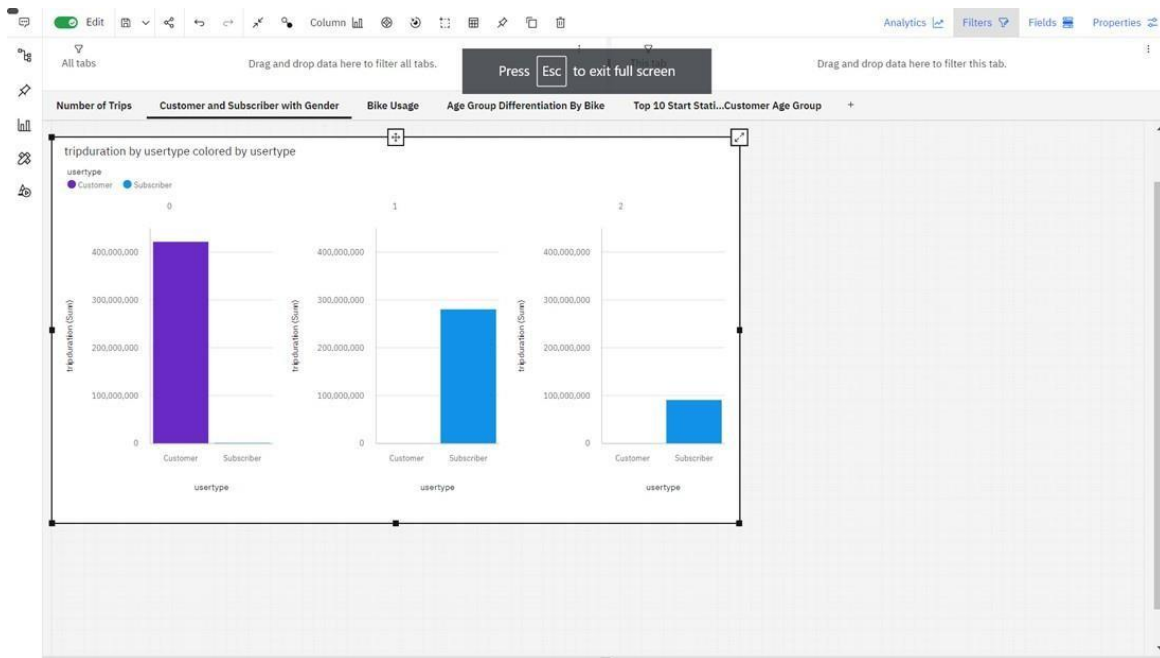 Edit Column Analytics Filters Fields Properties
All tabs Drag and drop data here to filter all tabs. Drag and drop data here to filter this tab.
Press Esc to exit full screen
Number of Trips Customer and Subscriber with Gender Bike Usage Age Group Differentiation By Bike Top 10 Start Stati...Customer Age Group +
tripduration by usertype colored by usertype
usertype
Customer Subscriber
0 1 2
400,000,000 400,000,000 400,000,000
300,000,000 300,000,000 300,000,000
tripduration (Sum) tripduration (Sum) tripduration (Sum)
200,000,000 200,000,000 200,000,000
100,000,000 100,000,000 100,000,000
0 0 0
Customer Subscriber Customer Subscriber Customer Subscriber
usertype usertype usertype